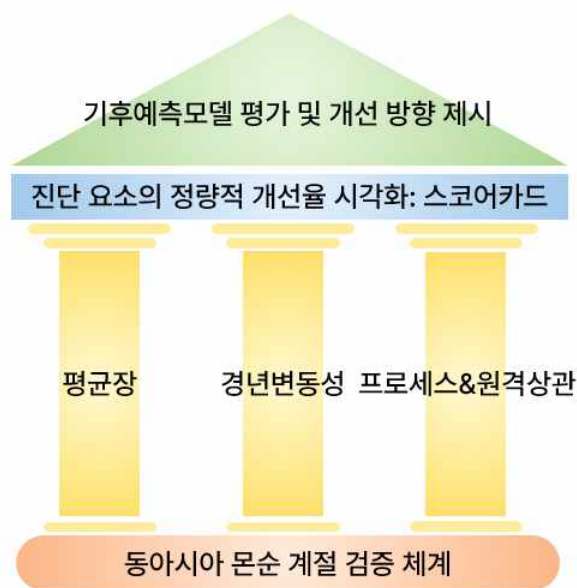 기후예측모델 평가 및 개선 방향 제시
진단 요소의 정량적 개선율 시각화: 스코어카드
평균장
경년변동성
프로세스&원격상관
동아시아 몬순 계절 검증 체계